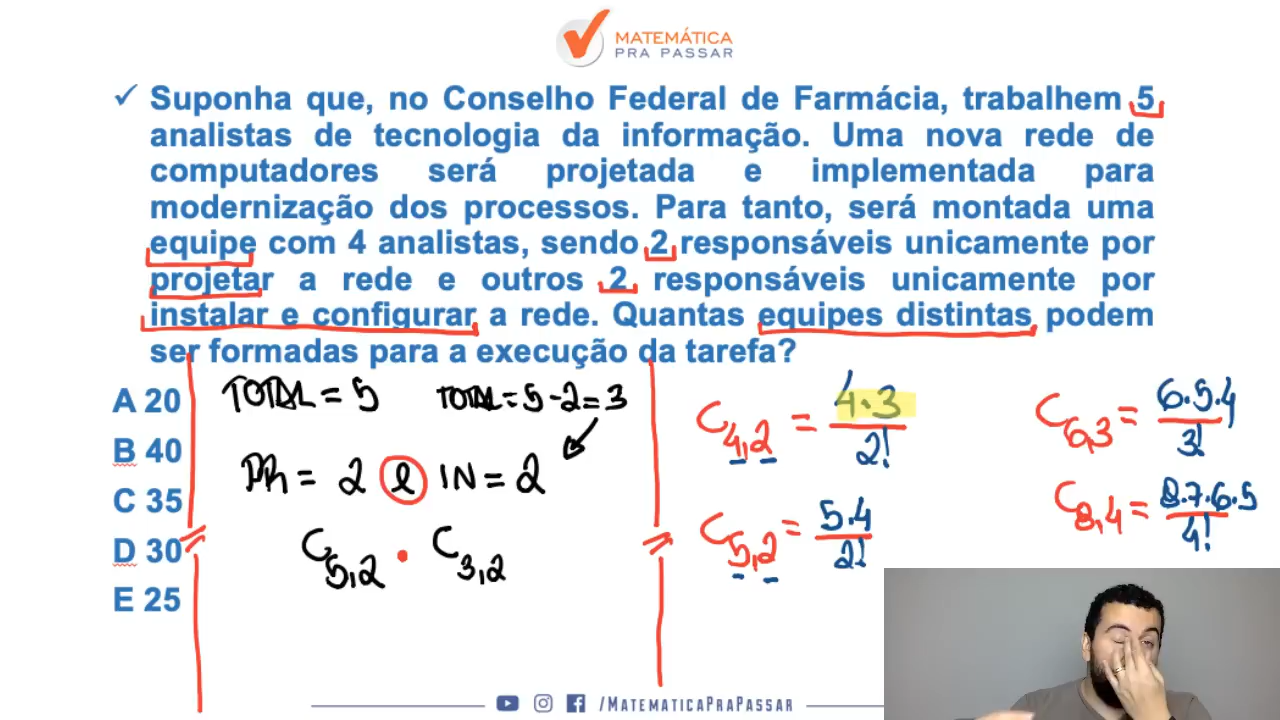 MATEMÁTICA
PRA PASSAR
✓ Suponha que, no Conselho Federal de Farmácia, trabalhem 5
analistas de tecnologia da informação. Uma nova rede de
computadores será projetada e implementada para
modernização dos processos. Para tanto, será montada uma
equipe com 4 analistas, sendo 2 responsáveis unicamente por
projetar a rede e outros 2 responsáveis unicamente por
instalar e configurar a rede. Quantas equipes distintas podem
ser formadas para a execução da tarefa?
A 20
B 40
C 35
D 30
E 25
TOTAL = 5 TOTAL = 5 - 2 = 3
PR = 2 e IN = 2
C5,2 · C3,2
C4,2 = 4·3 / 2!
C5,2 = 5·4 / 2!
C6,3 = 6·5·4 / 3!
C8,4 = 8·7·6·5 / 4!
/MATEMATICAPRAPASSAR